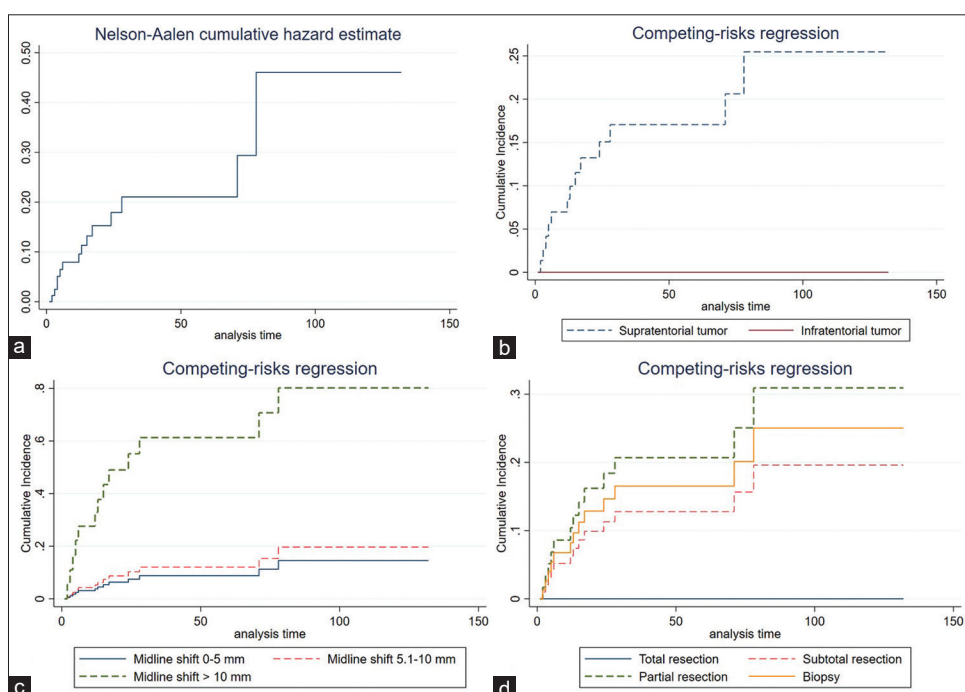 Nelson-Aalen cumulative hazard estimate
0.50
0.40
0.30
0.20
0.10
0.00
0 50 100 150
analysis time
a
Competing-risks regression
Cumulative Incidence
.25
.2
.15
.1
.05
0
0 50 100 150
analysis time
Supratentorial tumor Infratentorial tumor
b
Competing-risks regression
Cumulative Incidence
.8
.6
.4
.2
0
0 50 100 150
analysis time
Midline shift 0-5 mm Midline shift 5.1-10 mm
Midline shift > 10 mm
c
Competing-risks regression
Cumulative Incidence
.3
.2
.1
0
0 50 100 150
analysis time
Total resection Subtotal resection
Partial resection Biopsy
d